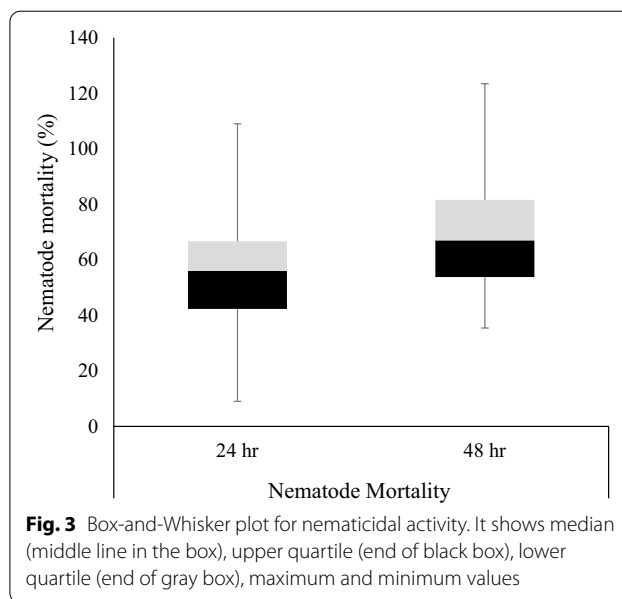 140
120
100
80
60
40
20
0
Nematode mortality (%)
24 hr 48 hr
Nematode Mortality
Fig. 3 Box-and-Whisker plot for nematicidal activity. It shows median
(middle line in the box), upper quartile (end of black box), lower
quartile (end of gray box), maximum and minimum values